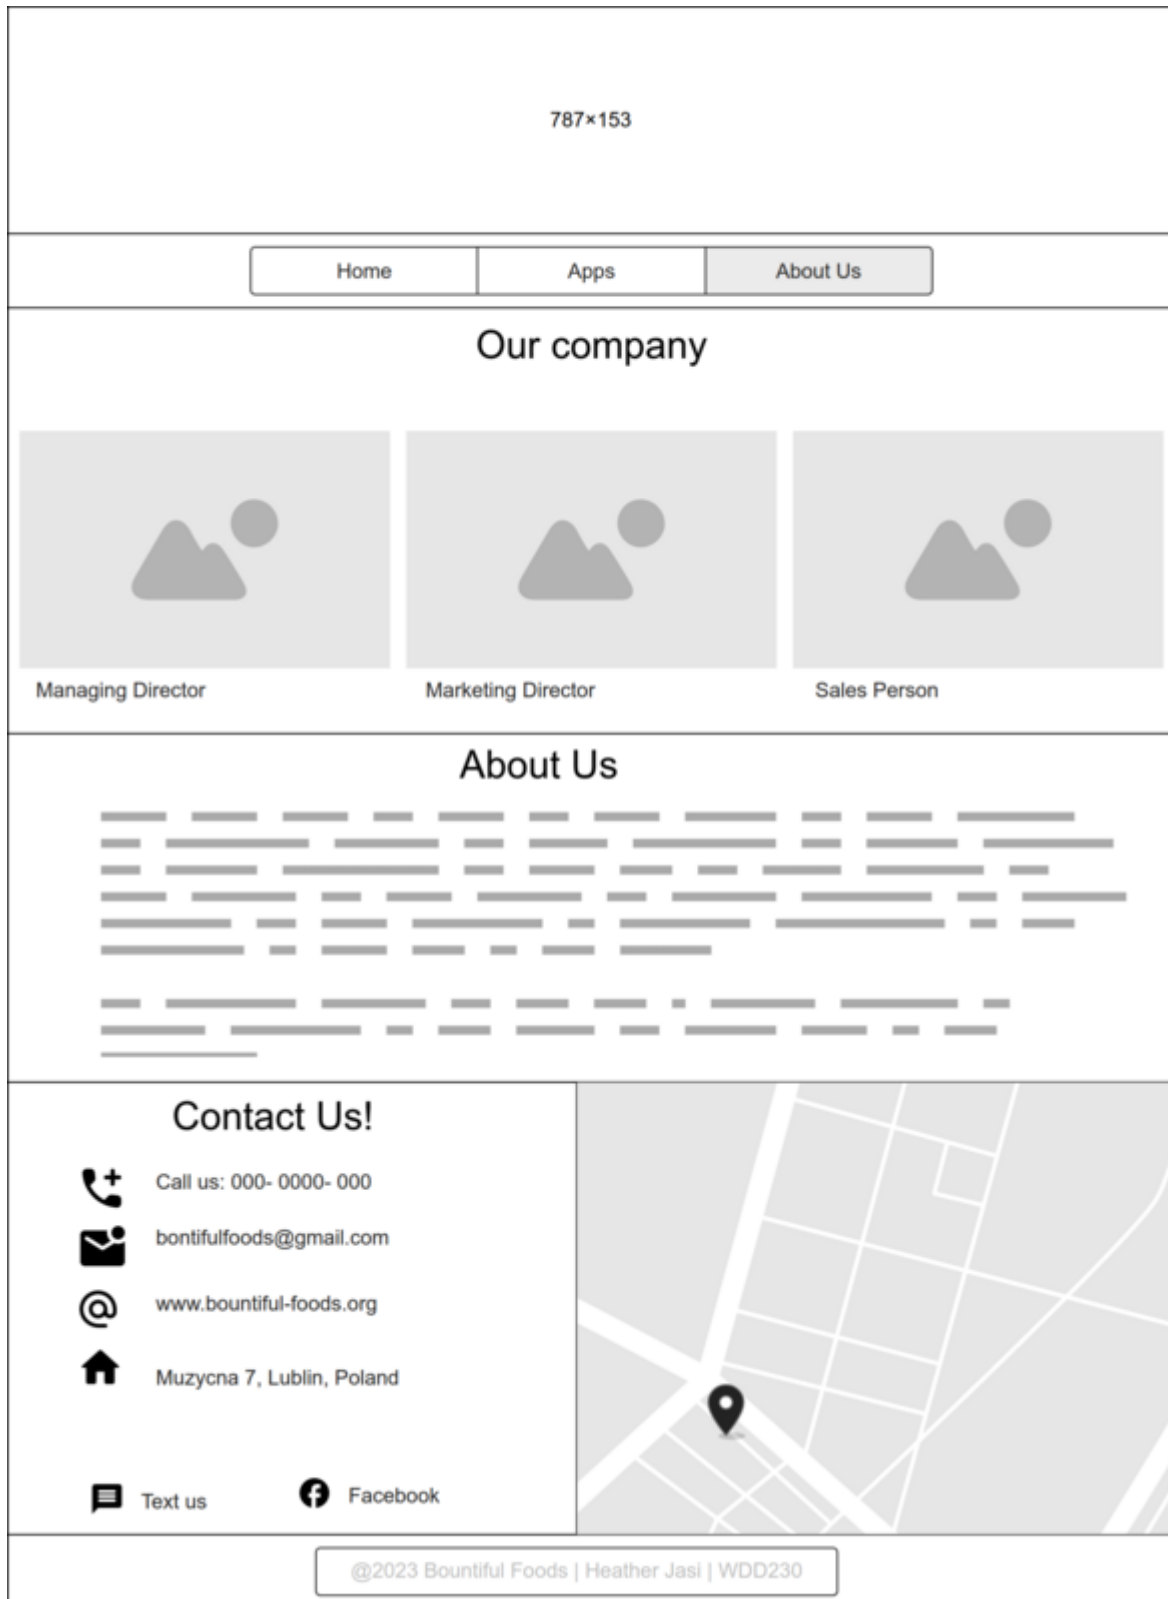 787×153
Home Apps About Us
Our company
Managing Director Marketing Director Sales Person
About Us
Contact Us!
Call us: 000- 0000- 000
bontifulfoods@gmail.com
www.bountiful-foods.org
Muzycna 7, Lublin, Poland
Text us Facebook
@2023 Bountiful Foods | Heather Jasi | WDD230